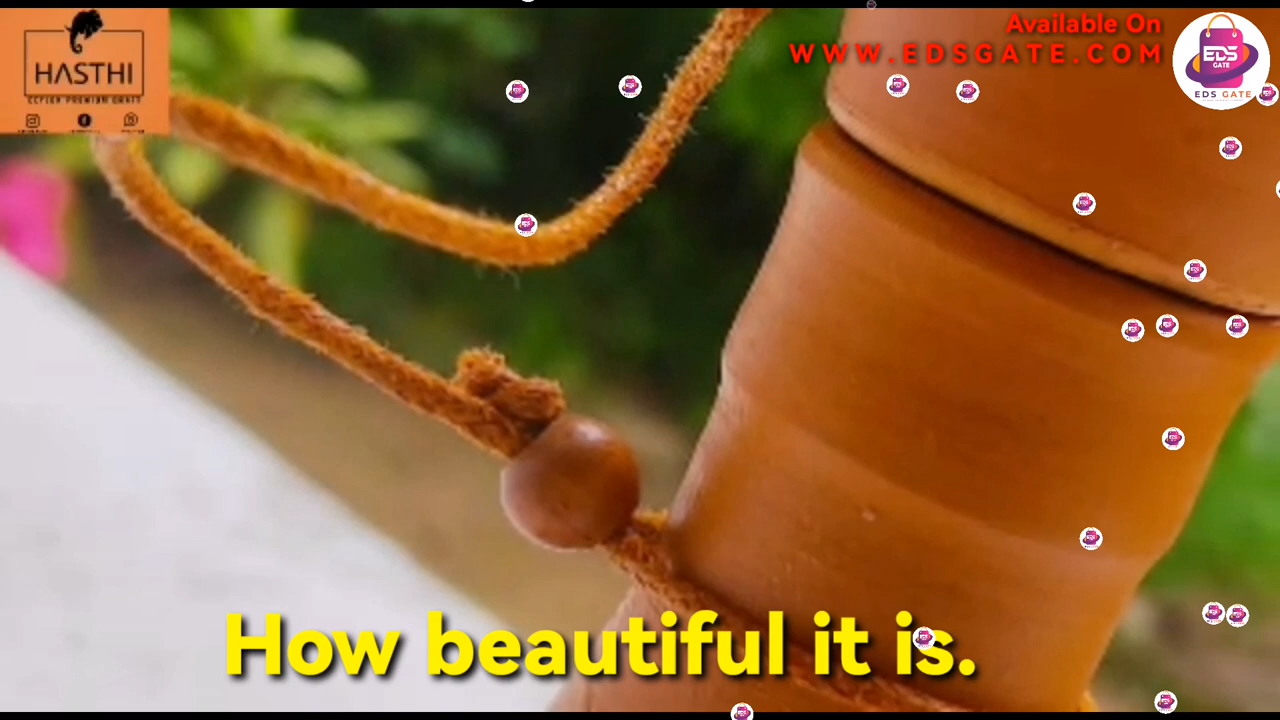 HASTHI
Available On
WWW.EDSGATE.COM
EDS
GATE
EDS GATE
How beautiful it is.